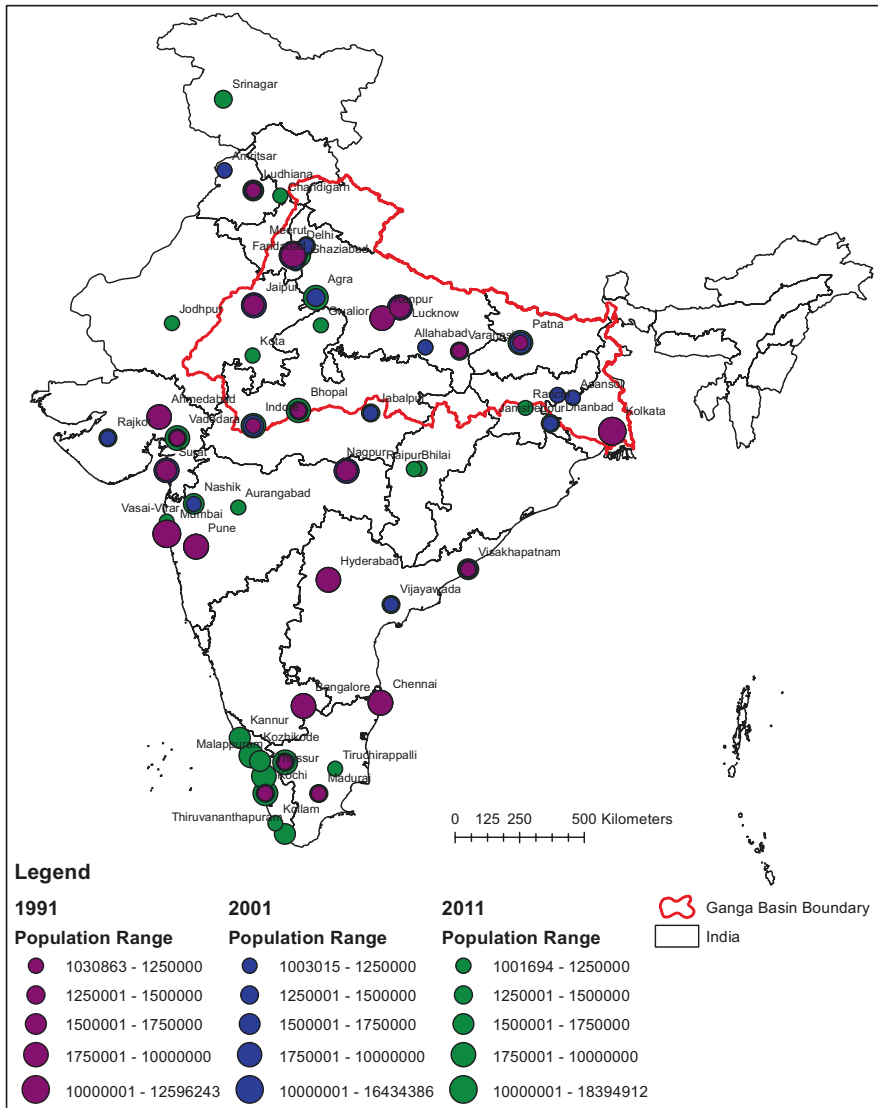 Srinagar
Amritsar
Ludhiana
Chandigarh
Meerut
Delhi
Faridabad
Ghaziabad
Jaipur
Agra
Kanpur
Lucknow
Jodhpur
Gwalior
Kota
Allahabad
Varanasi
Patna
Ahmedabad
Rajkot
Vadodara
Indore
Bhopal
Jabalpur
Ranchi
Asansol
Jamshedpur
Dhanbad
Kolkata
Surat
Nagpur
Raipur
Bhilai
Nashik
Aurangabad
Vasai-Virar
Mumbai
Pune
Hyderabad
Visakhapatnam
Vijayawada
Bangalore
Chennai
Kannur
Kozhikode
Malappuram
Thrissur
Tiruchirappalli
Kochi
Madurai
Kollam
Thiruvananthapuram
0 125 250 500 Kilometers
Legend
1991 2001 2011
Population Range Population Range Population Range
1030863 - 1250000 1003015 - 1250000 1001694 - 1250000
1250001 - 1500000 1250001 - 1500000 1250001 - 1500000
1500001 - 1750000 1500001 - 1750000 1500001 - 1750000
1750001 - 10000000 1750001 - 10000000 1750001 - 10000000
10000001 - 12596243 10000001 - 16434386 10000001 - 18394912
Ganga Basin Boundary
India